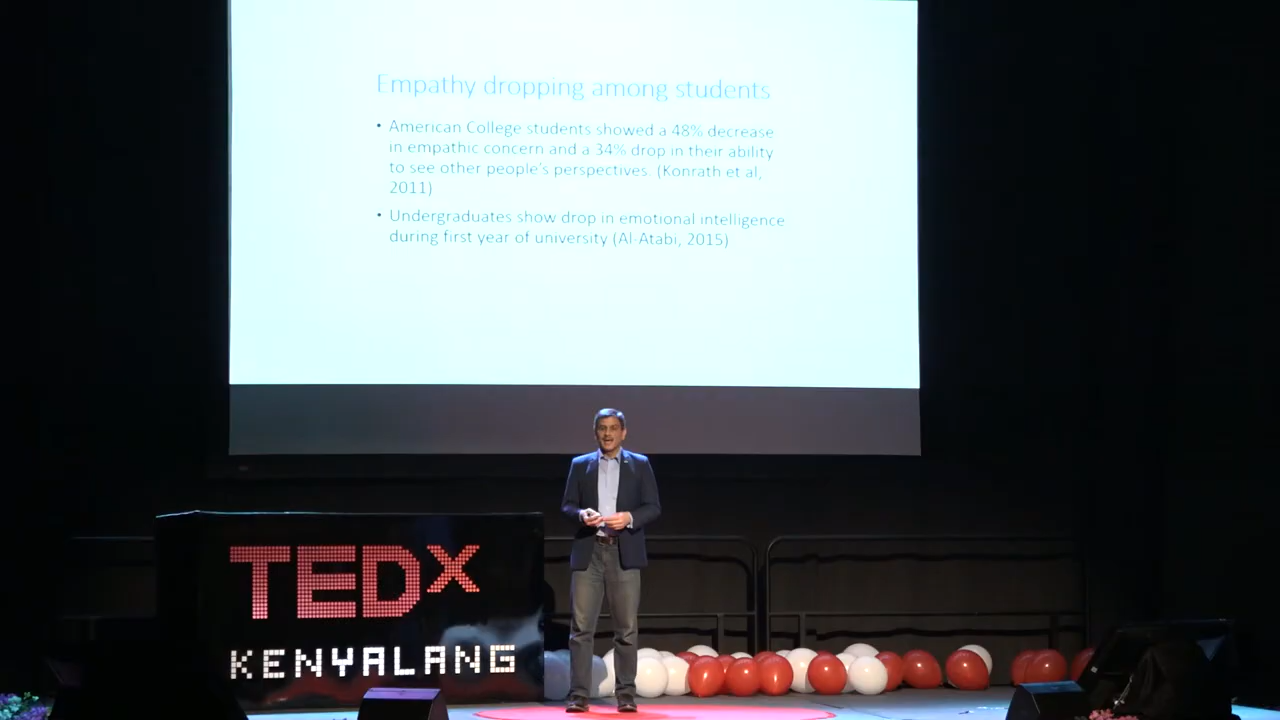 Empathy dropping among students
• American College students showed a 48% decrease
in empathic concern and a 34% drop in their ability
to see other people's perspectives. (Konrath et al,
2011)
• Undergraduates show drop in emotional intelligence
during first year of university (Al-Atabi, 2015)
TEDx
KENYALANG